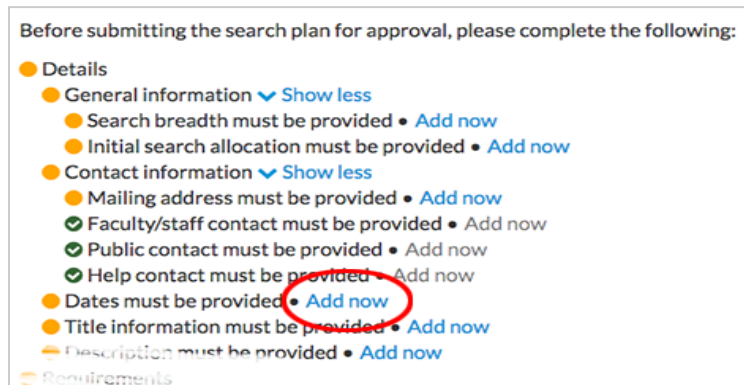 Before submitting the search plan for approval, please complete the following:
Details
General information Show less
Search breadth must be provided • Add now
Initial search allocation must be provided • Add now
Contact information Show less
Mailing address must be provided • Add now
Faculty/staff contact must be provided • Add now
Public contact must be provided • Add now
Help contact must be provided • Add now
Dates must be provided • Add now
Title information must be provided • Add now
Description must be provided • Add now
Requirements